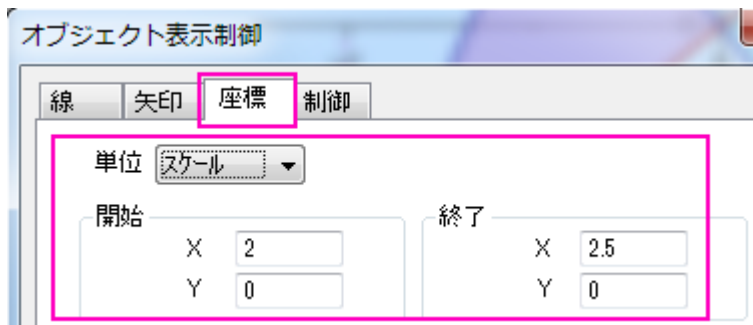 オブジェクト表示制御
線 矢印 座標 制御
単位 スケール
開始 終了
X 2 X 2.5
Y 0 Y 0